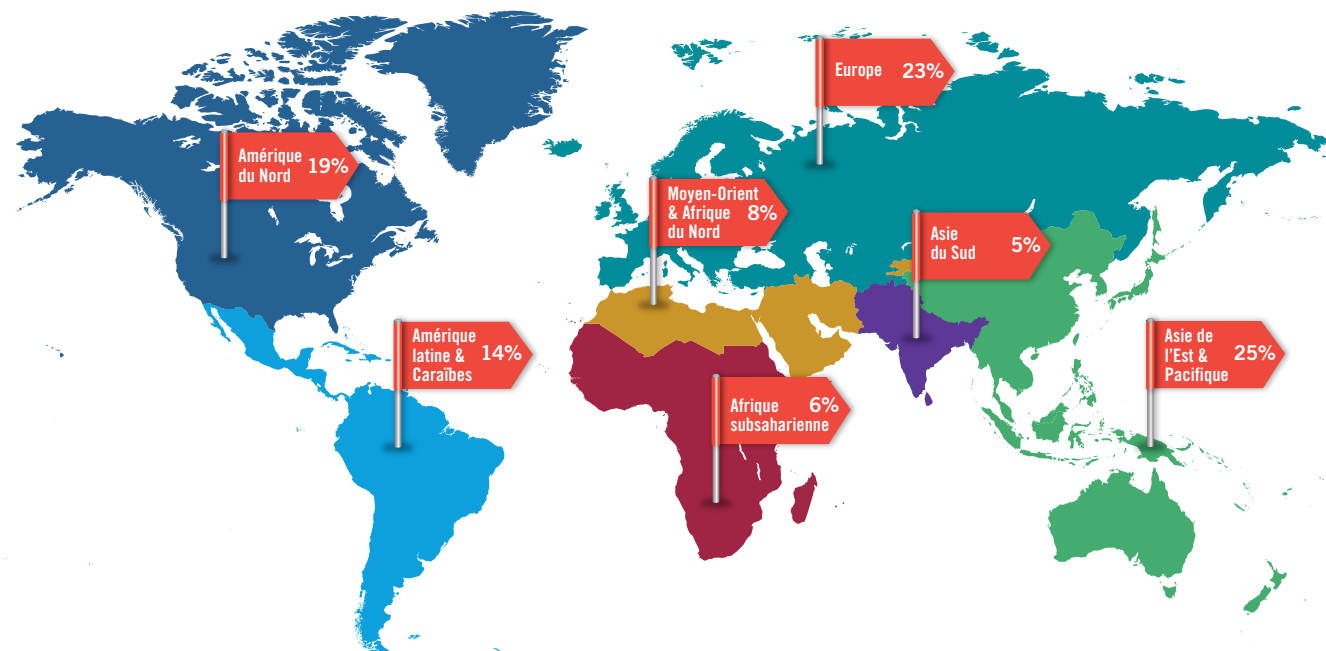 Europe 23%
Amérique
du Nord 19%
Moyen-Orient
& Afrique 8%
du Nord
Asie
du Sud 5%
Amérique
latine & 14%
Caraïbes
Asie de
l'Est & 25%
Pacifique
Afrique 6%
subsaharienne